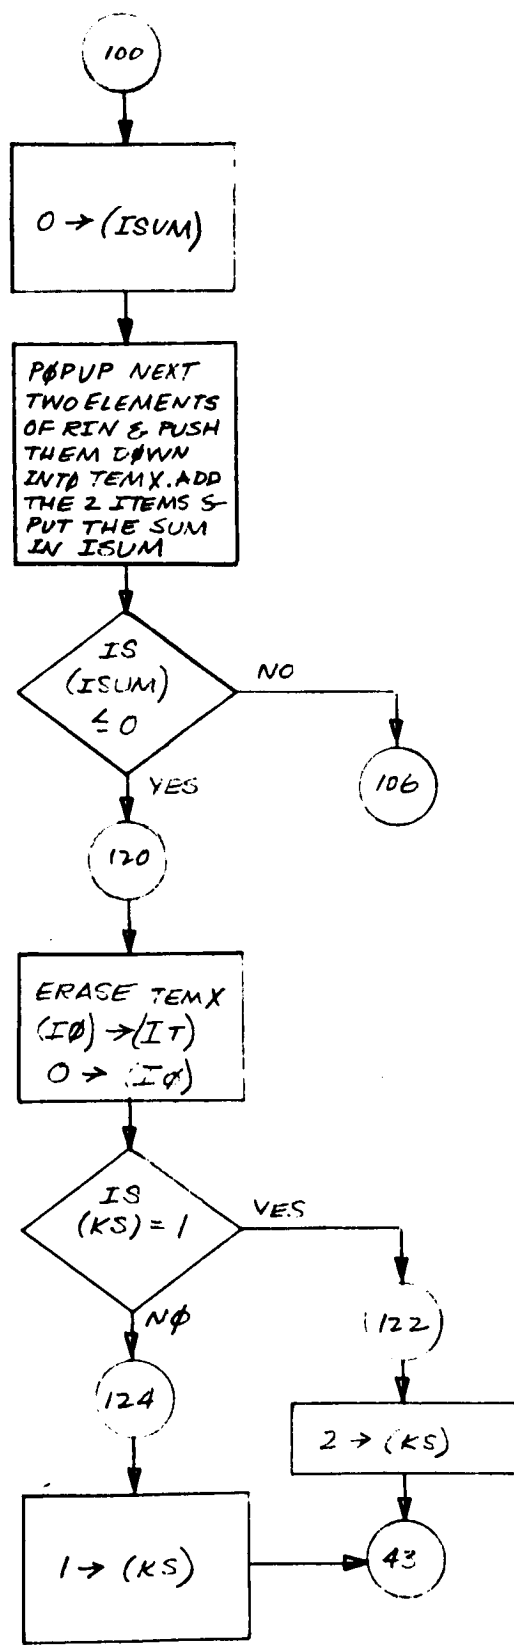 100
0 → (ISUM)
PØPUP NEXT
TWO ELEMENTS
OF RIN & PUSH
THEM DØWN
INTØ TEMX. ADD
THE 2 ITEMS &
PUT THE SUM
IN ISUM
IS
(ISUM)
≤ 0
NO
106
YES
120
ERASE TEMX
(IØ) → (IT)
0 → (IØ)
IS
(KS) = 1
YES
122
2 → (KS)
NØ
124
1 → (KS)
43